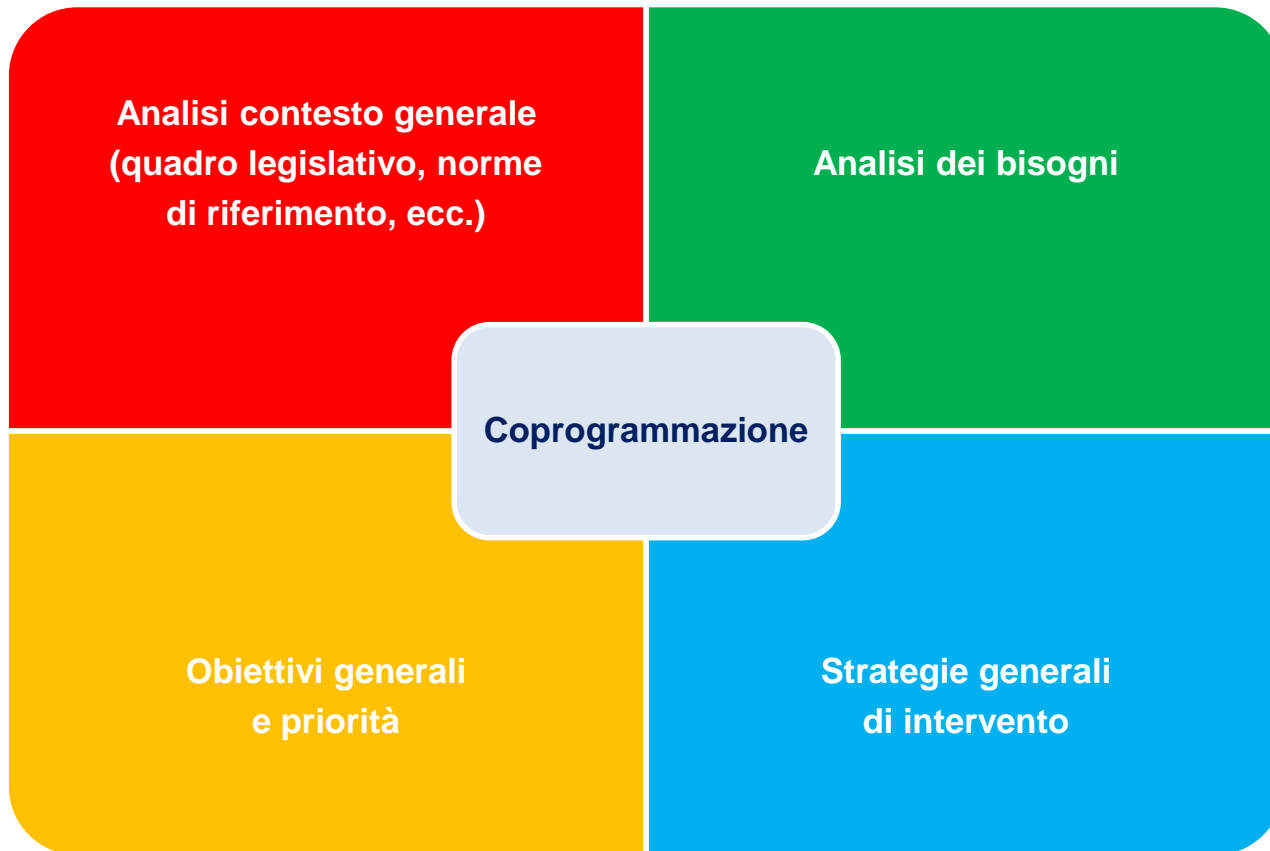 Analisi contesto generale
(quadro legislativo, norme
di riferimento, ecc.)
Analisi dei bisogni
Coprogrammazione
Obiettivi generali
e priorità
Strategie generali
di intervento